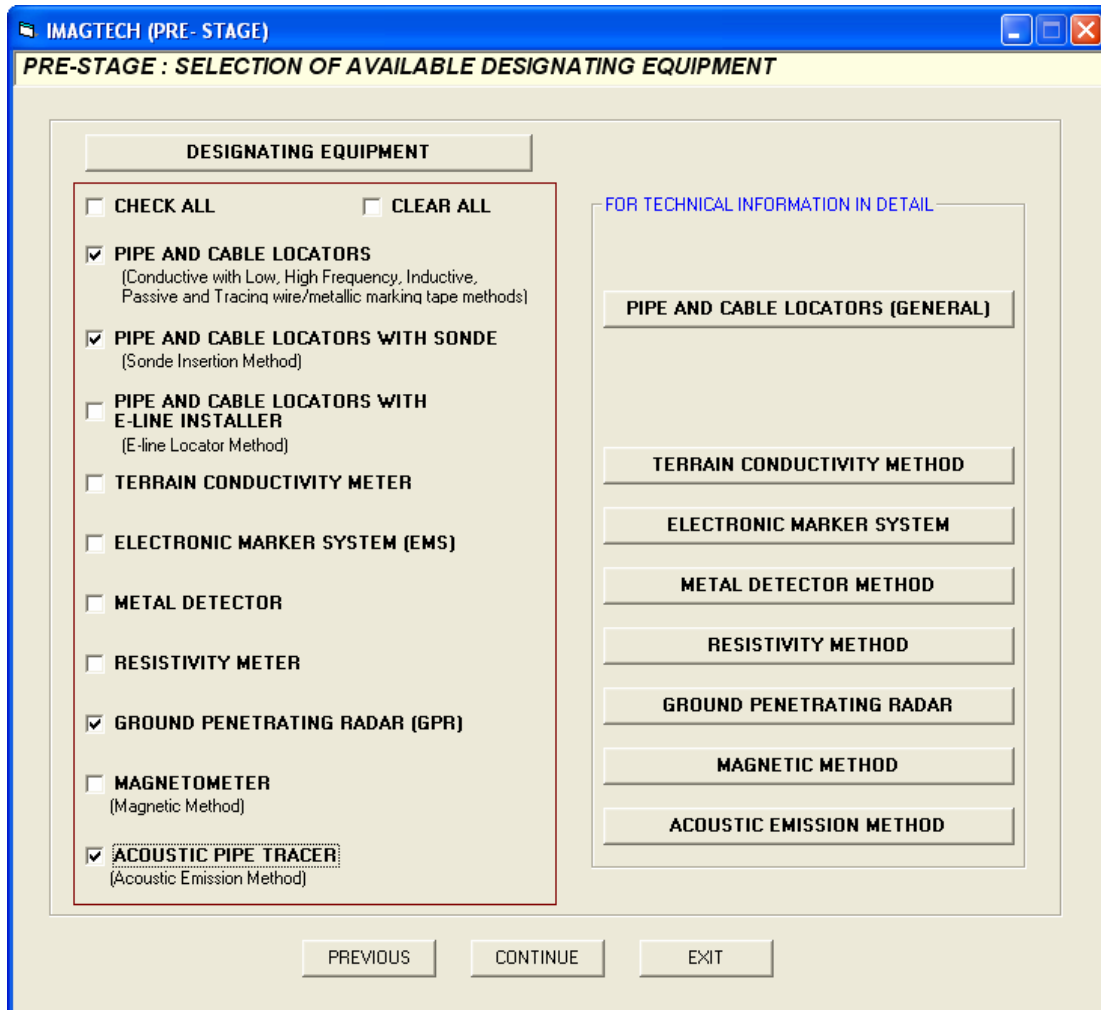 IMAGTECH (PRE- STAGE)
PRE-STAGE : SELECTION OF AVAILABLE DESIGNATING EQUIPMENT
DESIGNATING EQUIPMENT
CHECK ALL
CLEAR ALL
PIPE AND CABLE LOCATORS
(Conductive with Low, High Frequency, Inductive,
Passive and Tracing wire/metallic marking tape methods)
PIPE AND CABLE LOCATORS WITH SONDE
(Sonde Insertion Method)
PIPE AND CABLE LOCATORS WITH
E-LINE INSTALLER
(E-line Locator Method)
TERRAIN CONDUCTIVITY METER
ELECTRONIC MARKER SYSTEM (EMS)
METAL DETECTOR
RESISTIVITY METER
GROUND PENETRATING RADAR (GPR)
MAGNETOMETER
(Magnetic Method)
ACOUSTIC PIPE TRACER
(Acoustic Emission Method)
FOR TECHNICAL INFORMATION IN DETAIL
PIPE AND CABLE LOCATORS (GENERAL)
TERRAIN CONDUCTIVITY METHOD
ELECTRONIC MARKER SYSTEM
METAL DETECTOR METHOD
RESISTIVITY METHOD
GROUND PENETRATING RADAR
MAGNETIC METHOD
ACOUSTIC EMISSION METHOD
PREVIOUS
CONTINUE
EXIT